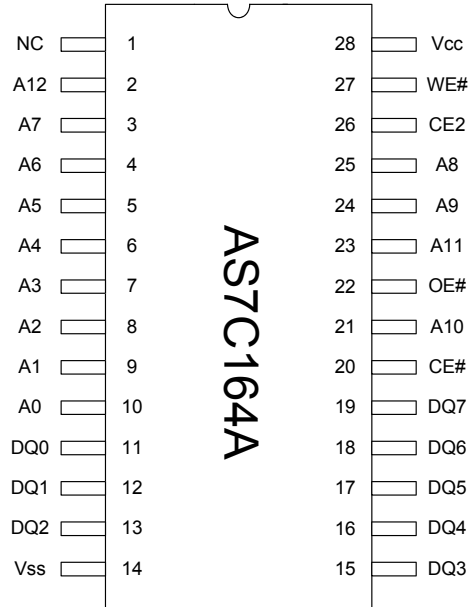 NC 1 28 Vcc
A12 2 27 WE#
A7 3 26 CE2
A6 4 25 A8
A5 5 24 A9
A4 6 23 A11
A3 7 22 OE#
A2 8 21 A10
A1 9 20 CE#
A0 10 19 DQ7
DQ0 11 18 DQ6
DQ1 12 17 DQ5
DQ2 13 16 DQ4
Vss 14 15 DQ3
AS7C164A